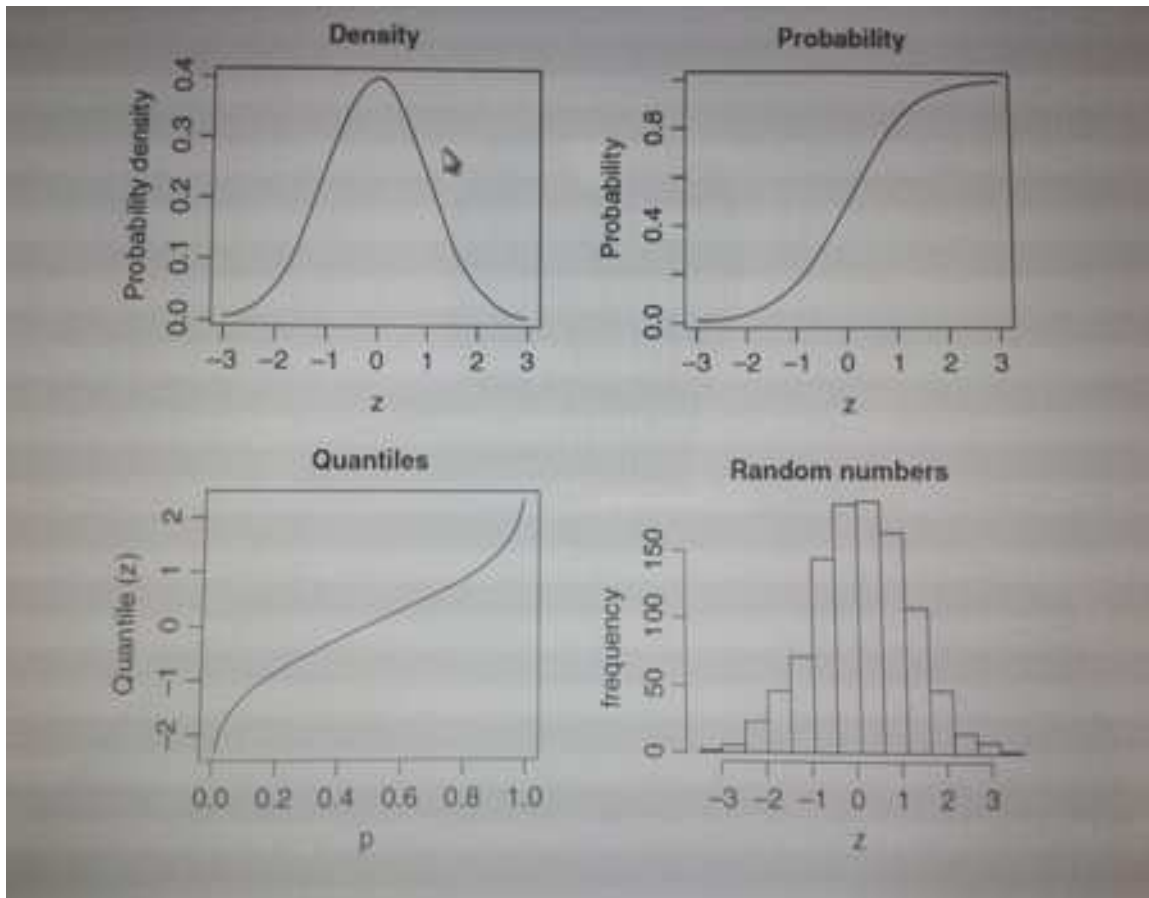 Density
Probability density
0.0 0.1 0.2 0.3 0.4
-3 -2 -1 0 1 2 3
z
Probability
Probability
0.0 0.4 0.8
-3 -2 -1 0 1 2 3
z
Quantiles
Quantile (z)
-2 -1 0 1 2
0.0 0.2 0.4 0.6 0.8 1.0
p
Random numbers
frequency
0 50 100 150
-3 -2 -1 0 1 2 3
z